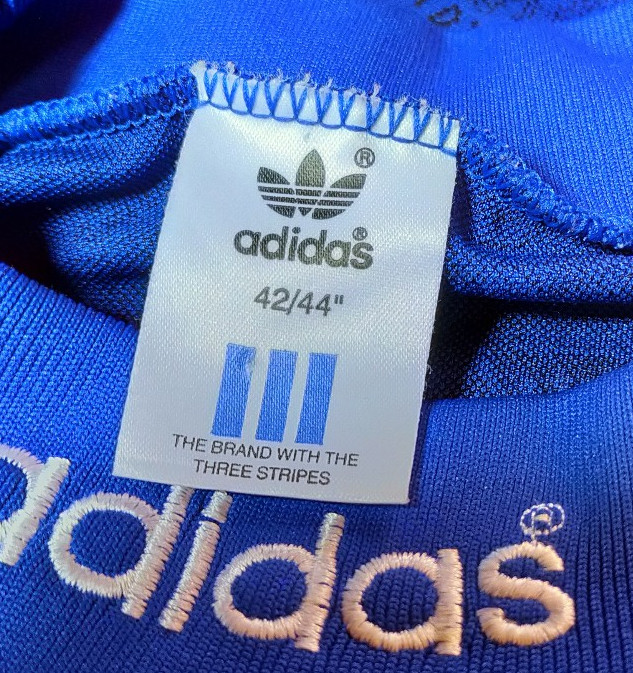 ®
adidas®
42/44"
THE BRAND WITH THE
THREE STRIPES
adidas®